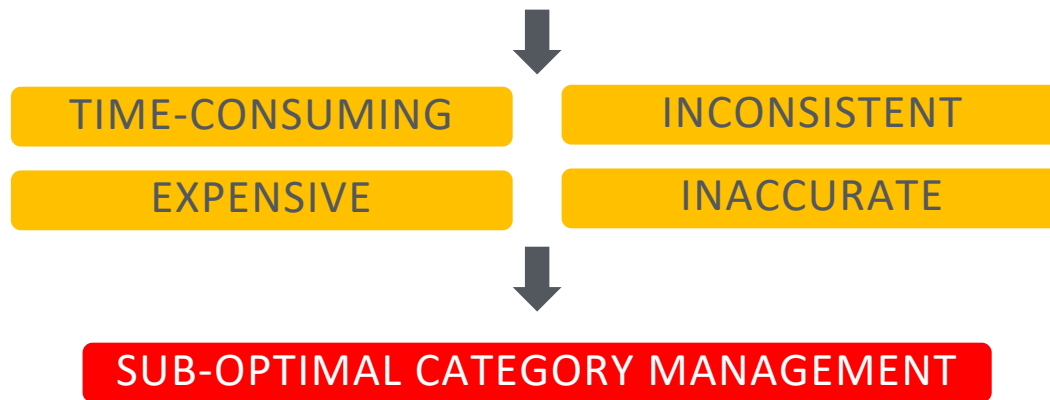 TIME-CONSUMING
INCONSISTENT
EXPENSIVE
INACCURATE
SUB-OPTIMAL CATEGORY MANAGEMENT